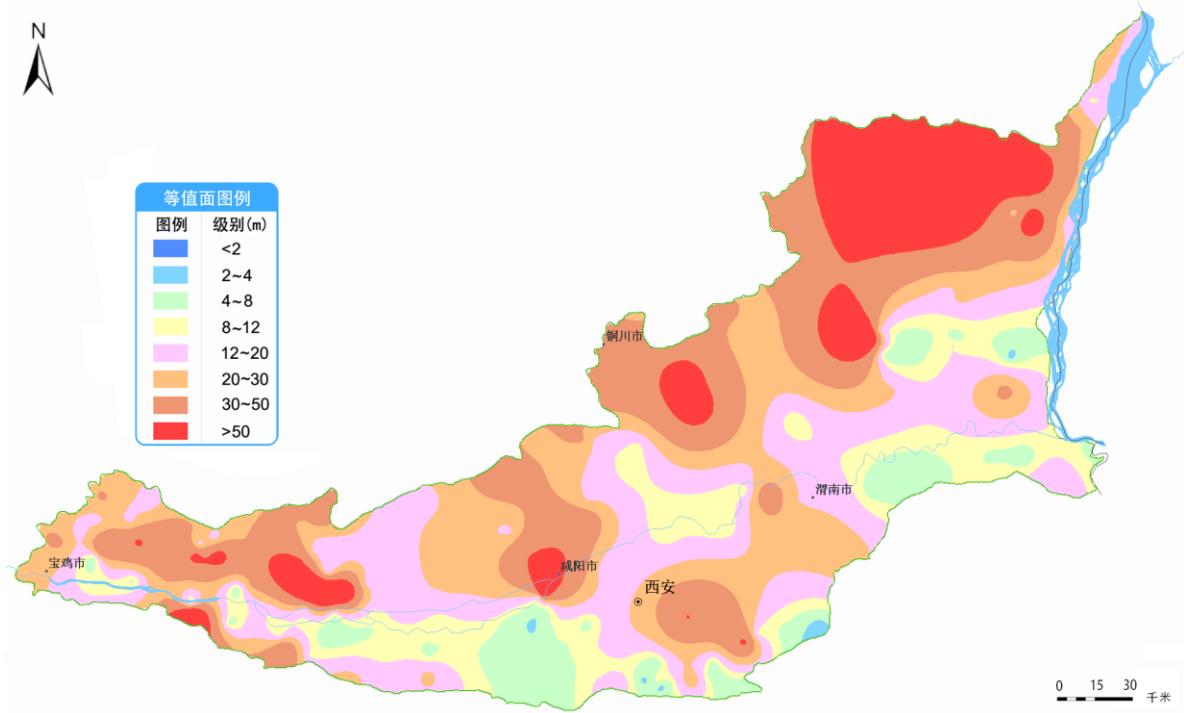 N
等值面图例
图例 级别(m)
<2
2~4
4~8
8~12
12~20
20~30
30~50
>50
铜川市
渭南市
宝鸡市
咸阳市
西安
0 15 30 千米